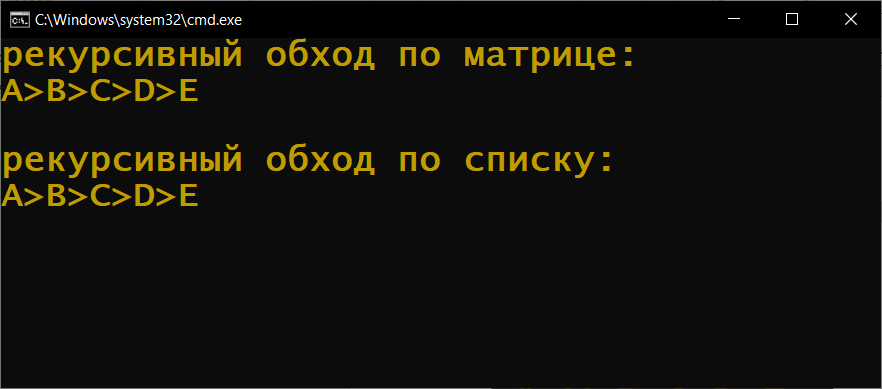 C:\Windows\system32\cmd.exe
рекурсивный обход по матрице:
A>B>C>D>E
рекурсивный обход по списку:
A>B>C>D>E